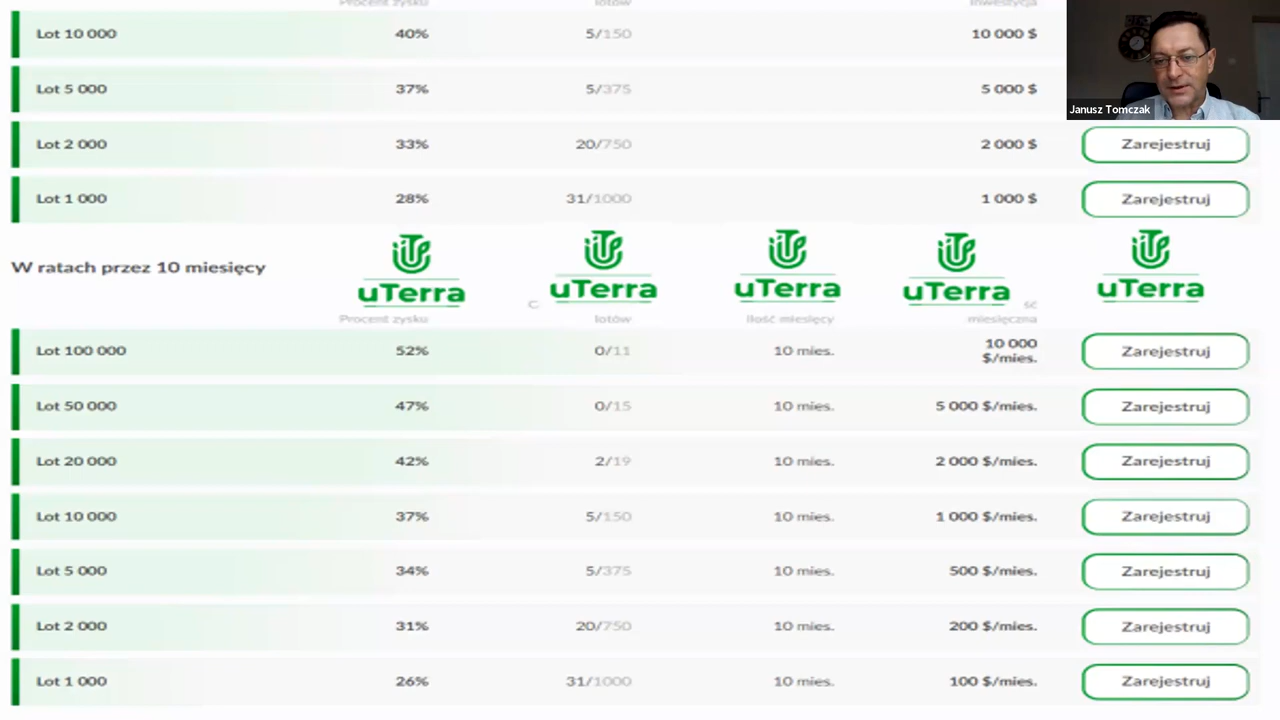 Procent zysku lotów Inwestycja
Lot 10 000 40% 5/150 10 000 $
Janusz Tomczak
Lot 5 000 37% 5/375 5 000 $
Lot 2 000 33% 20/750 2 000 $ Zarejestruj
Lot 1 000 28% 31/1000 1 000 $ Zarejestruj
W ratach przez 10 miesięcy
uTerra uTerra uTerra uTerra uTerra
C ść
Procent zysku lotów Ilość miesięcy miesięczna
Lot 100 000 52% 0/11 10 mies. 10 000 $/mies. Zarejestruj
Lot 50 000 47% 0/15 10 mies. 5 000 $/mies. Zarejestruj
Lot 20 000 42% 2/19 10 mies. 2 000 $/mies. Zarejestruj
Lot 10 000 37% 5/150 10 mies. 1 000 $/mies. Zarejestruj
Lot 5 000 34% 5/375 10 mies. 500 $/mies. Zarejestruj
Lot 2 000 31% 20/750 10 mies. 200 $/mies. Zarejestruj
Lot 1 000 26% 31/1000 10 mies. 100 $/mies. Zarejestruj